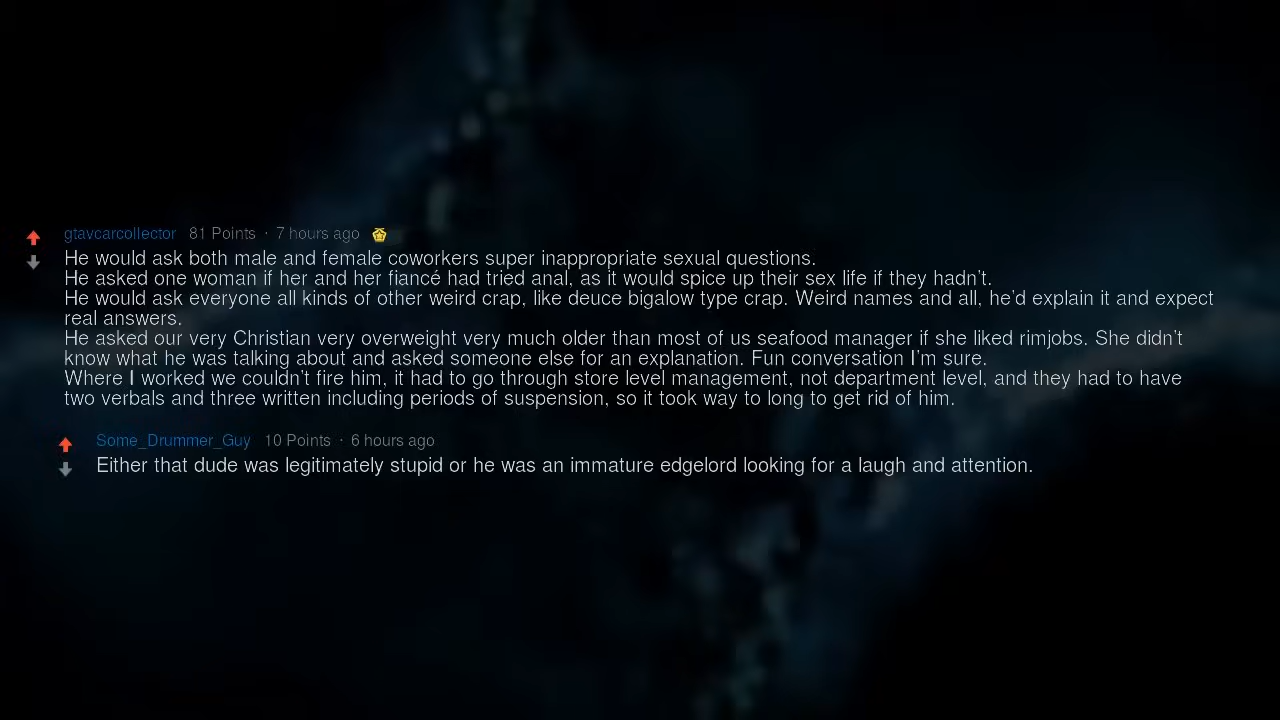 gtavcarcollector 81 Points · 7 hours ago
He would ask both male and female coworkers super inappropriate sexual questions.
He asked one woman if her and her fiancé had tried anal, as it would spice up their sex life if they hadn't.
He would ask everyone all kinds of other weird crap, like deuce bigalow type crap. Weird names and all, he'd explain it and expect
real answers.
He asked our very Christian very overweight very much older than most of us seafood manager if she liked rimjobs. She didn't
know what he was talking about and asked someone else for an explanation. Fun conversation I'm sure.
Where I worked we couldn't fire him, it had to go through store level management, not department level, and they had to have
two verbals and three written including periods of suspension, so it took way to long to get rid of him.
Some_Drummer_Guy 10 Points · 6 hours ago
Either that dude was legitimately stupid or he was an immature edgelord looking for a laugh and attention.